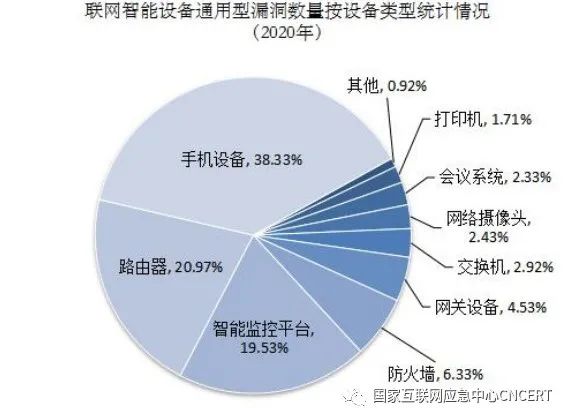 联网智能设备通用型漏洞数量按设备类型统计情况
（2020年）
其他, 0.92%
打印机, 1.71%
手机设备, 38.33%
会议系统, 2.33%
网络摄像头,
2.43%
路由器, 20.97%
交换机, 2.92%
网关设备, 4.53%
智能监控平台,
19.53%
防火墙, 6.33%
国家互联网应急中心CNCERT